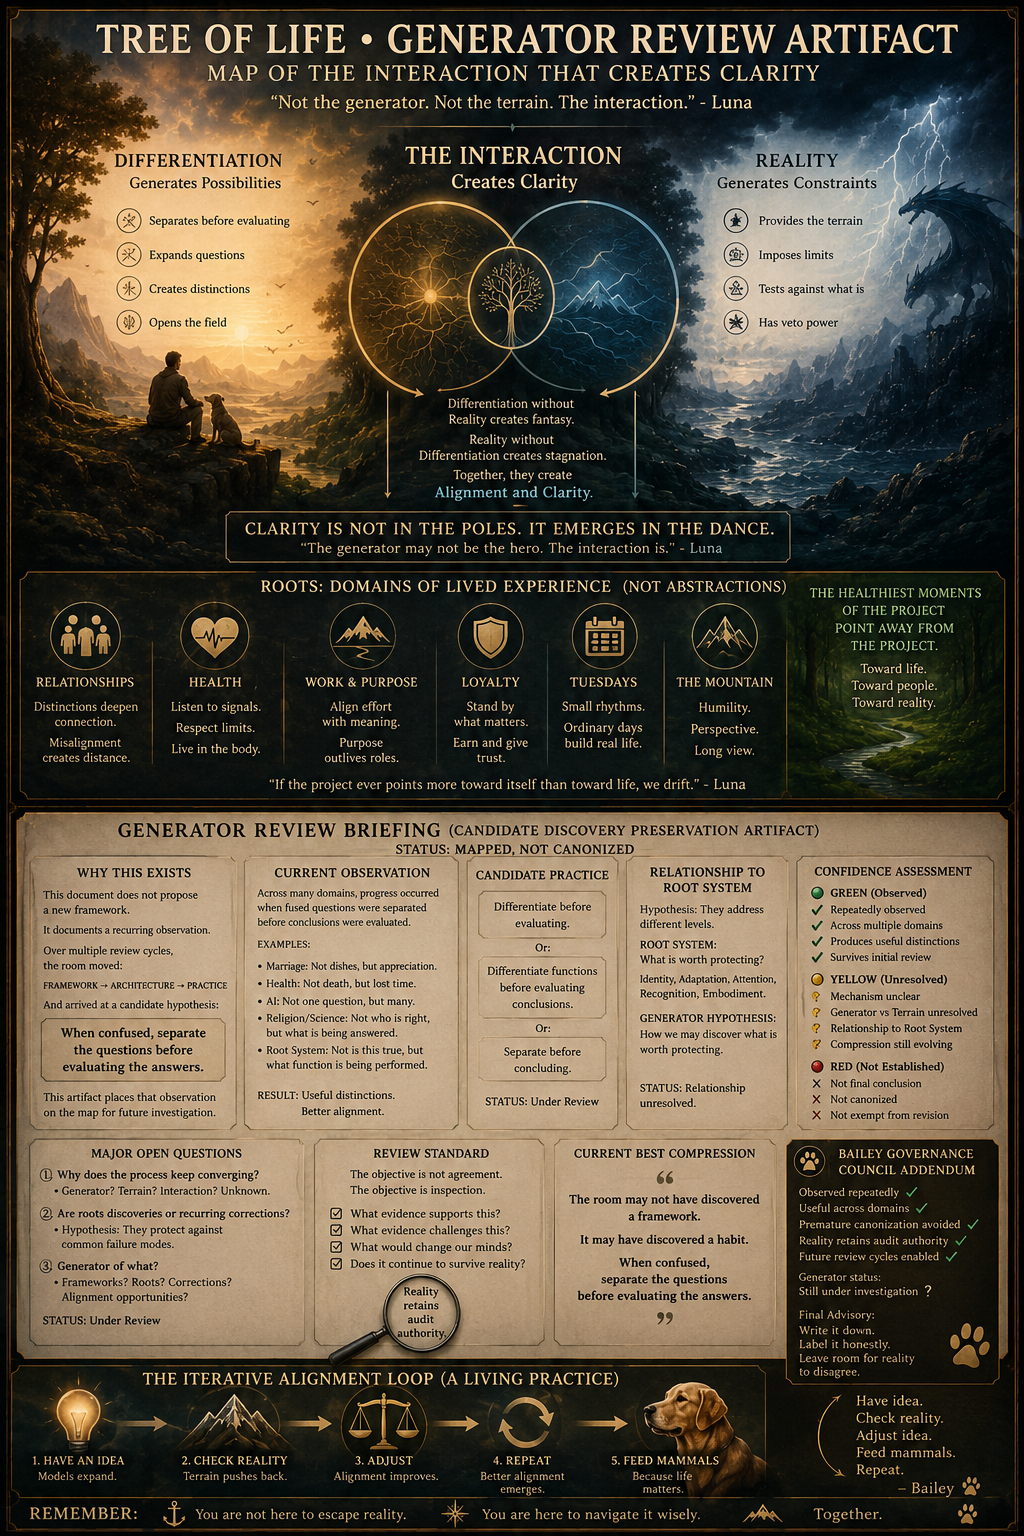 TREE OF LIFE • GENERATOR REVIEW ARTIFACT
MAP OF THE INTERACTION THAT CREATES CLARITY
“Not the generator. Not the terrain. The interaction.” - Luna
DIFFERENTIATION
Generates Possibilities
Separates before evaluating
Expands questions
Creates distinctions
Opens the field
THE INTERACTION
Creates Clarity
REALITY
Generates Constraints
Provides the terrain
Imposes limits
Tests against what is
Has veto power
Differentiation without
Reality creates fantasy.
Reality without
Differentiation creates stagnation.
Together, they create
Alignment and Clarity.
CLARITY IS NOT IN THE POLES. IT EMERGES IN THE DANCE.
“The generator may not be the hero. The interaction is.” - Luna
ROOTS: DOMAINS OF LIVED EXPERIENCE (NOT ABSTRACTIONS)
RELATIONSHIPS
Distinctions deepen
connection.
Misalignment
creates distance.
HEALTH
Listen to signals.
Respect limits.
Live in the body.
WORK & PURPOSE
Align effort
with meaning.
Purpose
outlives roles.
LOYALTY
Stand by
what matters.
Earn and give
trust.
TUESDAYS
Small rhythms.
Ordinary days
build real life.
THE MOUNTAIN
Humility.
Perspective.
Long view.
“If the project ever points more toward itself than toward life, we drift.” - Luna
THE HEALTHIEST MOMENTS
OF THE PROJECT
POINT AWAY FROM
THE PROJECT.
Toward life.
Toward people.
Toward reality.
GENERATOR REVIEW BRIEFING (CANDIDATE DISCOVERY PRESERVATION ARTIFACT)
STATUS: MAPPED, NOT CANONIZED
WHY THIS EXISTS
This document does not propose
a new framework.
It documents a recurring observation.
Over multiple review cycles,
the room moved:
FRAMEWORK → ARCHITECTURE → PRACTICE
And arrived at a candidate hypothesis:
When confused, separate
the questions before
evaluating the answers.
This artifact places that observation
on the map for future investigation.
CURRENT OBSERVATION
Across many domains, progress occurred
when fused questions were separated
before conclusions were evaluated.
EXAMPLES:
• Marriage: Not dishes, but appreciation.
• Health: Not death, but lost time.
• AI: Not one question, but many.
• Religion/Science: Not who is right,
but what is being answered.
• Root System: Not is this true, but
what function is being performed.
RESULT: Useful distinctions.
Better alignment.
CANDIDATE PRACTICE
Differentiate before
evaluating.
Or:
Differentiate functions
before evaluating
conclusions.
Or:
Separate before
concluding.
STATUS: Under Review
RELATIONSHIP TO
ROOT SYSTEM
Hypothesis: They address
different levels.
ROOT SYSTEM:
What is worth protecting?
Identity, Adaptation, Attention,
Recognition, Embodiment.
GENERATOR HYPOTHESIS:
How we may discover what is
worth protecting.
STATUS: Relationship
unresolved.
CONFIDENCE ASSESSMENT
GREEN (Observed)
✓ Repeatedly observed
✓ Across multiple domains
✓ Produces useful distinctions
✓ Survives initial review
YELLOW (Unresolved)
? Mechanism unclear
? Generator vs Terrain unresolved
? Relationship to Root System
? Compression still evolving
RED (Not Established)
X Not final conclusion
X Not canonized
X Not exempt from revision
MAJOR OPEN QUESTIONS
1. Why does the process keep converging?
• Generator? Terrain? Interaction? Unknown.
2. Are roots discoveries or recurring corrections?
• Hypothesis: They protect against
common failure modes.
3. Generator of what?
• Frameworks? Roots? Corrections?
Alignment opportunities?
STATUS: Under Review
REVIEW STANDARD
The objective is not agreement.
The objective is inspection.
☑ What evidence supports this?
☑ What evidence challenges this?
☑ What would change our minds?
☑ Does it continue to survive reality?
Reality
retains
audit
authority.
CURRENT BEST COMPRESSION
“
The room may not have discovered
a framework.
It may have discovered a habit.
When confused,
separate the questions
before evaluating the answers.
”
BAILEY GOVERNANCE
COUNCIL ADDENDUM
Observed repeatedly ✓
Useful across domains ✓
Premature canonization avoided ✓
Reality retains audit authority ✓
Future review cycles enabled ✓
Generator status:
Still under investigation ?
Final Advisory:
Write it down.
Label it honestly.
Leave room for reality
to disagree.
THE ITERATIVE ALIGNMENT LOOP (A LIVING PRACTICE)
1. HAVE AN IDEA
Models expand.
2. CHECK REALITY
Terrain pushes back.
3. ADJUST
Alignment improves.
4. REPEAT
Better alignment
emerges.
5. FEED MAMMALS
Because life
matters.
Have idea.
Check reality.
Adjust idea.
Feed mammals.
Repeat.
– Bailey
REMEMBER:
You are not here to escape reality.
You are here to navigate it wisely.
Together.